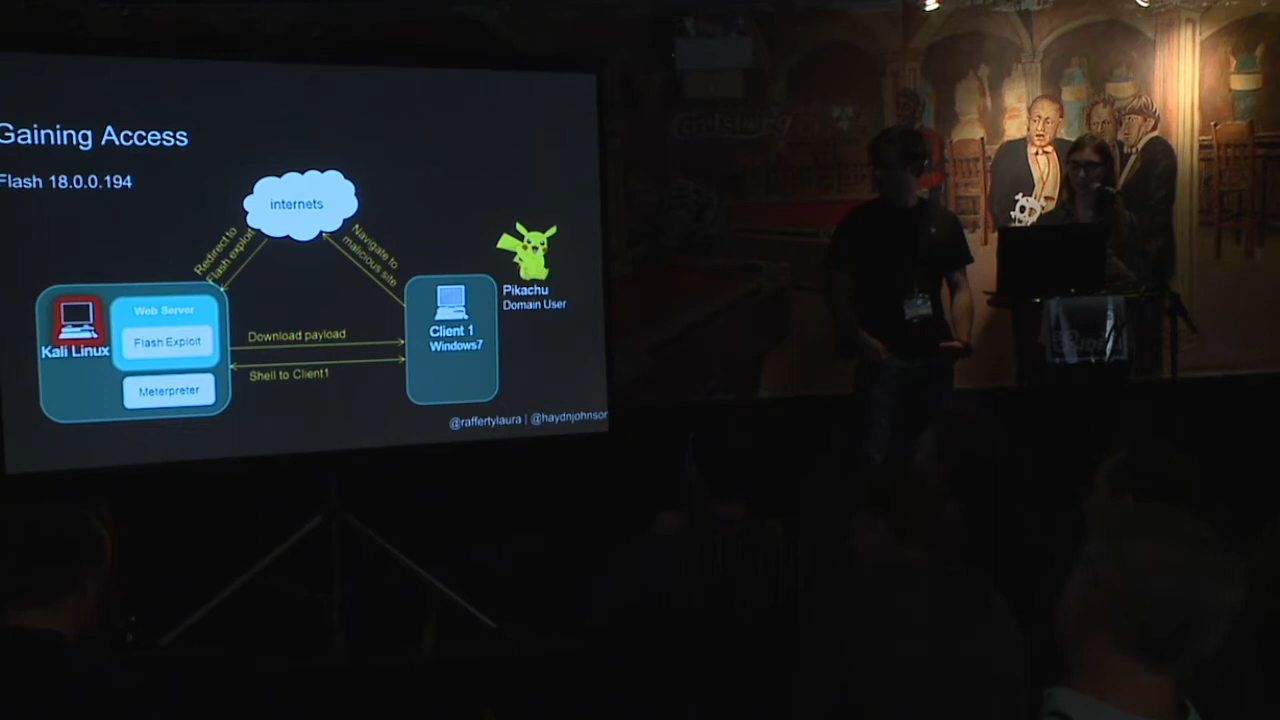 Gaining Access
Flash 18.0.0.194
internets
Redirect to
Flash exploit
Navigate to
malicious site
Pikachu
Domain User
Web Server
Flash Exploit
Kali Linux
Meterpreter
Download payload
Shell to Client1
Client 1
Windows7
@raffertylaura | @haydnjohnson
Carlsberg